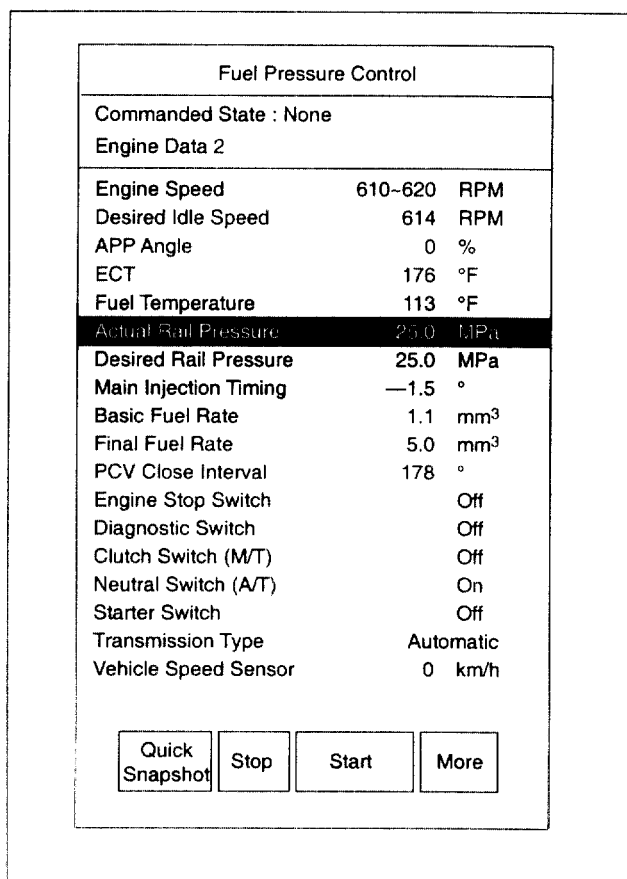 Fuel Pressure Control
Commanded State : None
Engine Data 2
Engine Speed 610~620 RPM
Desired Idle Speed 614 RPM
APP Angle 0 %
ECT 176 °F
Fuel Temperature 113 °F
Actual Rail Pressure 25.0 MPa
Desired Rail Pressure 25.0 MPa
Main Injection Timing —1.5 °
Basic Fuel Rate 1.1 mm³
Final Fuel Rate 5.0 mm³
PCV Close Interval 178 °
Engine Stop Switch Off
Diagnostic Switch Off
Clutch Switch (M/T) Off
Neutral Switch (A/T) On
Starter Switch Off
Transmission Type Automatic
Vehicle Speed Sensor 0 km/h
Quick Snapshot Stop Start More